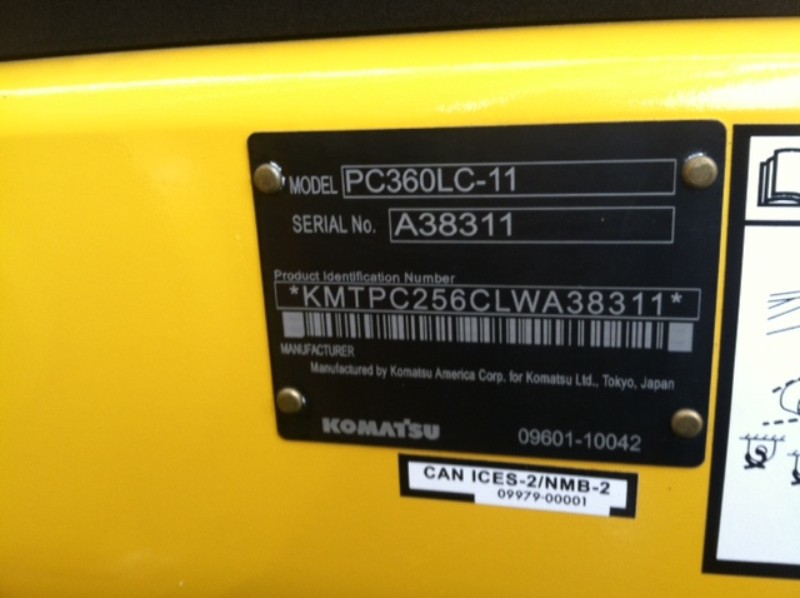 MODEL PC360LC-11
SERIAL No. A38311
Product Identification Number
*KMTPC256CLWA38311*
MANUFACTURER
Manufactured by Komatsu America Corp. for Komatsu Ltd., Tokyo, Japan
KOMATSU 09601-10042
CAN ICES-2/NMB-2
09979-00001